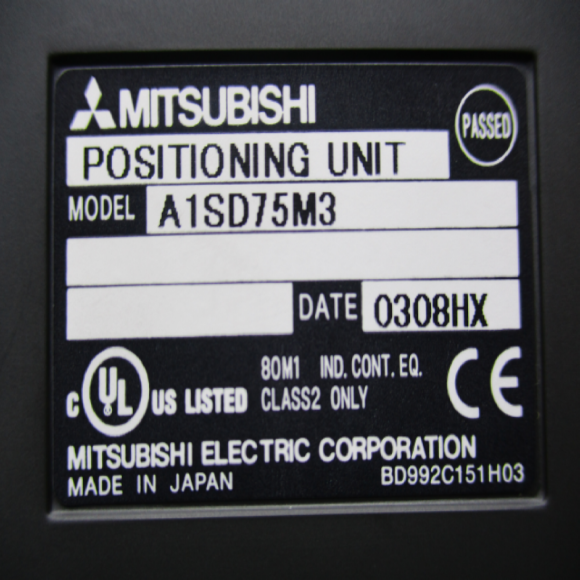 MITSUBISHI
PASSED
POSITIONING UNIT
MODEL A1SD75M3
DATE 0308HX
C UL US LISTED
80M1 IND. CONT. EQ.
CLASS2 ONLY
CE
MITSUBISHI ELECTRIC CORPORATION
MADE IN JAPAN BD992C151H03